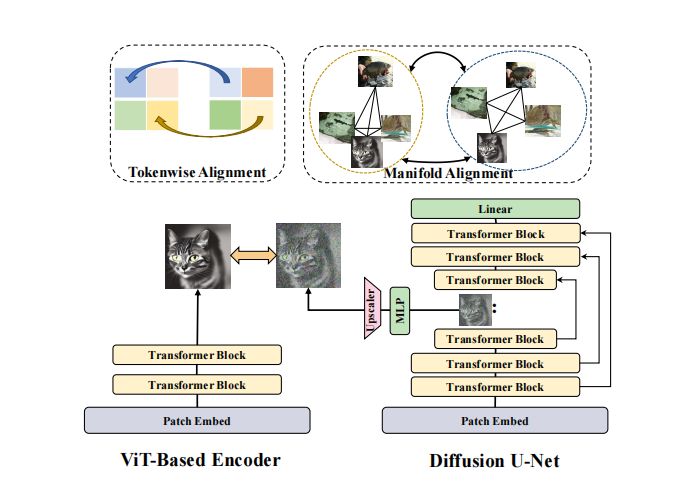 Tokenwise Alignment
Manifold Alignment
Linear
Transformer Block
Transformer Block
Transformer Block
Upscaler
MLP
:
Transformer Block
Transformer Block
Transformer Block
Transformer Block
Transformer Block
Patch Embed
Patch Embed
ViT-Based Encoder
Diffusion U-Net